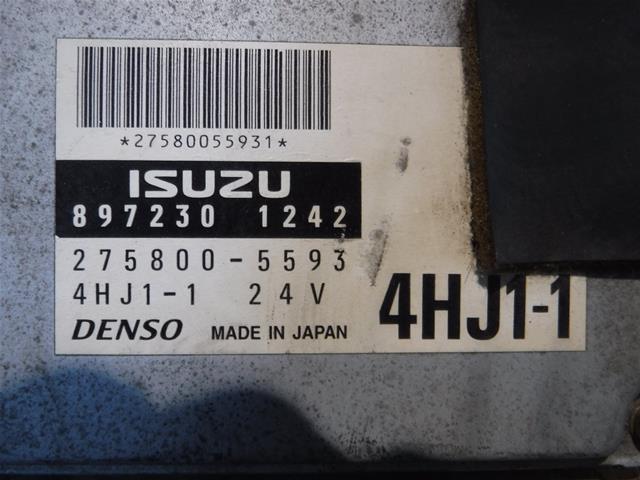 *27580055931*
ISUZU
897230 1242
275800-5593
4HJ1-1 24V
4HJ1-1
DENSO MADE IN JAPAN